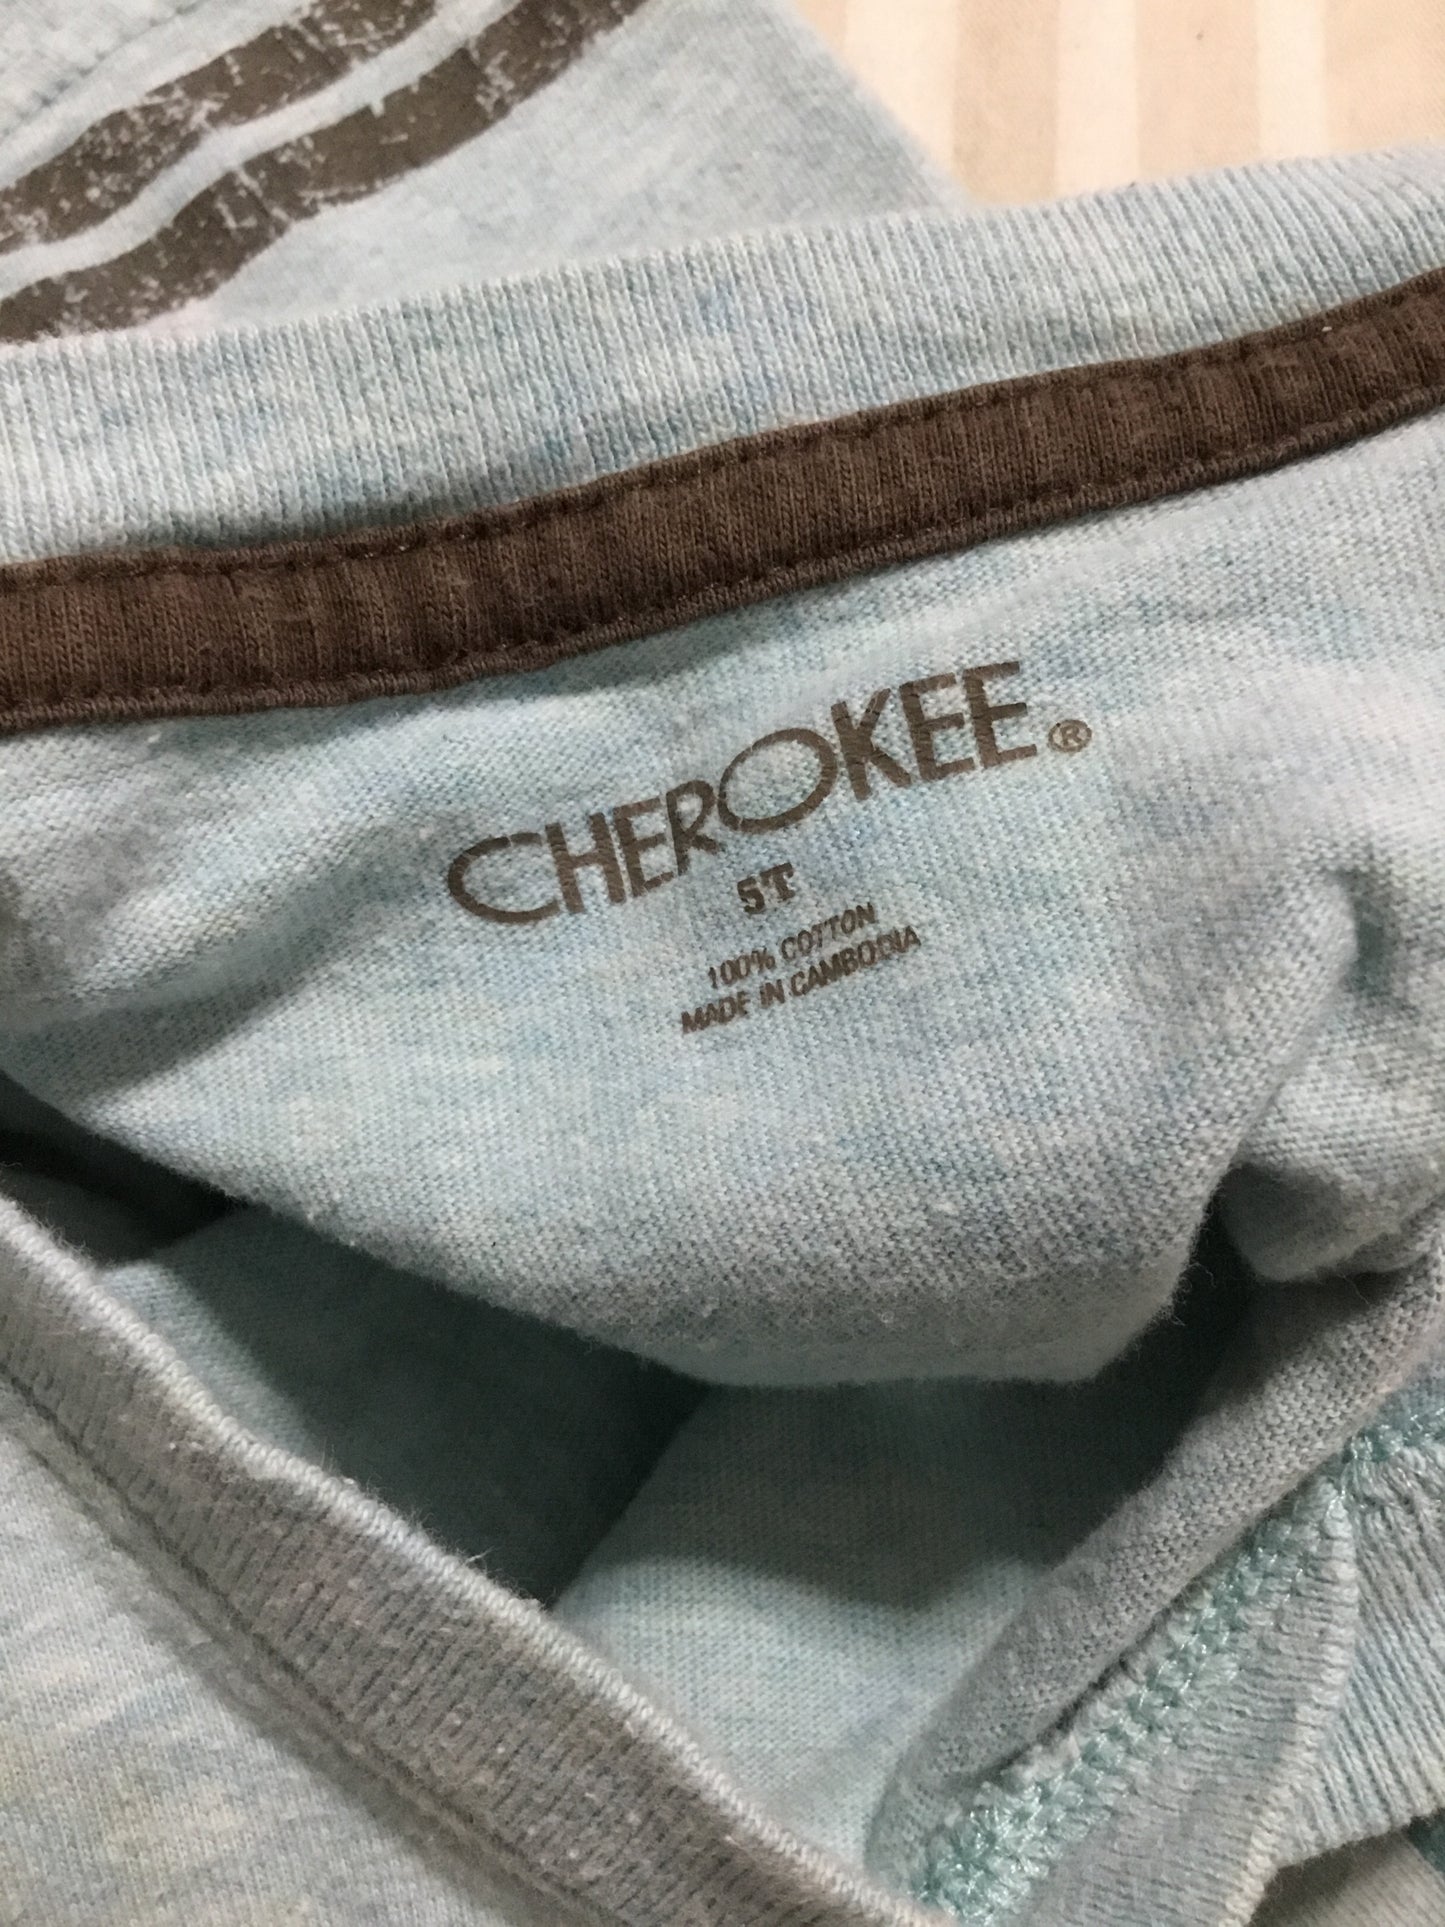 CHEROKEE®
5T
100% COTTON
MADE IN CAMBODIA